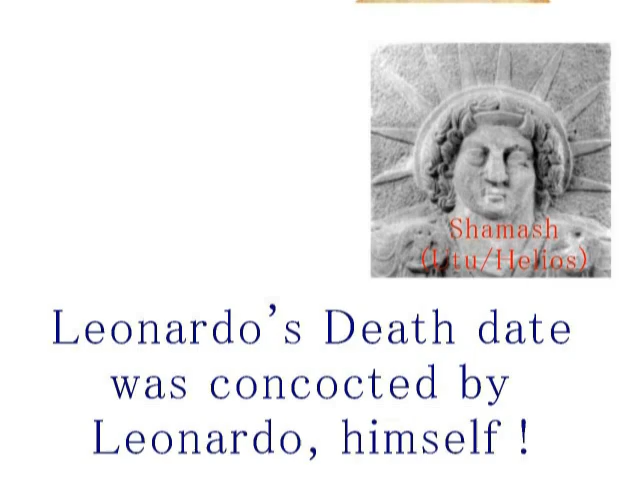 Shamash
(Utu/Helios)
Leonardo's Death date
was concocted by
Leonardo, himself !